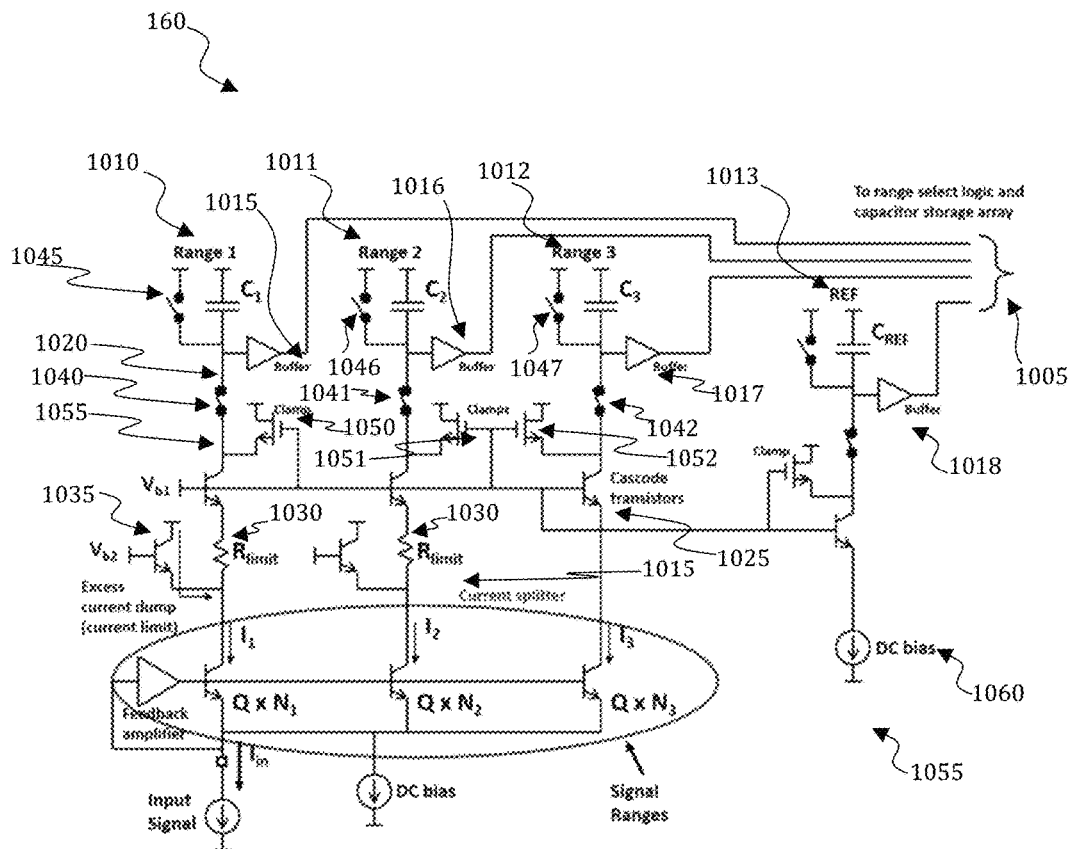 160
1010
1011
1012
1013
1015
1016
To range select logic and
capacitor storage array
Range 1
Range 2
Range 3
REF
1045
C1
C2
C3
CREF
1020
Buffer
1046
Buffer
1047
Buffer
1017
Buffer
1005
1040
1041
1042
1018
1055
Clamp
1050
Clamps
1051
1052
Clamp
Vb1
Cascode
transistors
1035
1030
1030
1025
Vb2
Rlimit
Rlimit
1015
Excess
current dump
(current limit)
Current splitter
I1
I2
I3
DC bias
1060
Q x N1
Q x N2
Q x N3
Feedback
amplifier
Iin
1055
Input
Signal
DC bias
Signal
Ranges